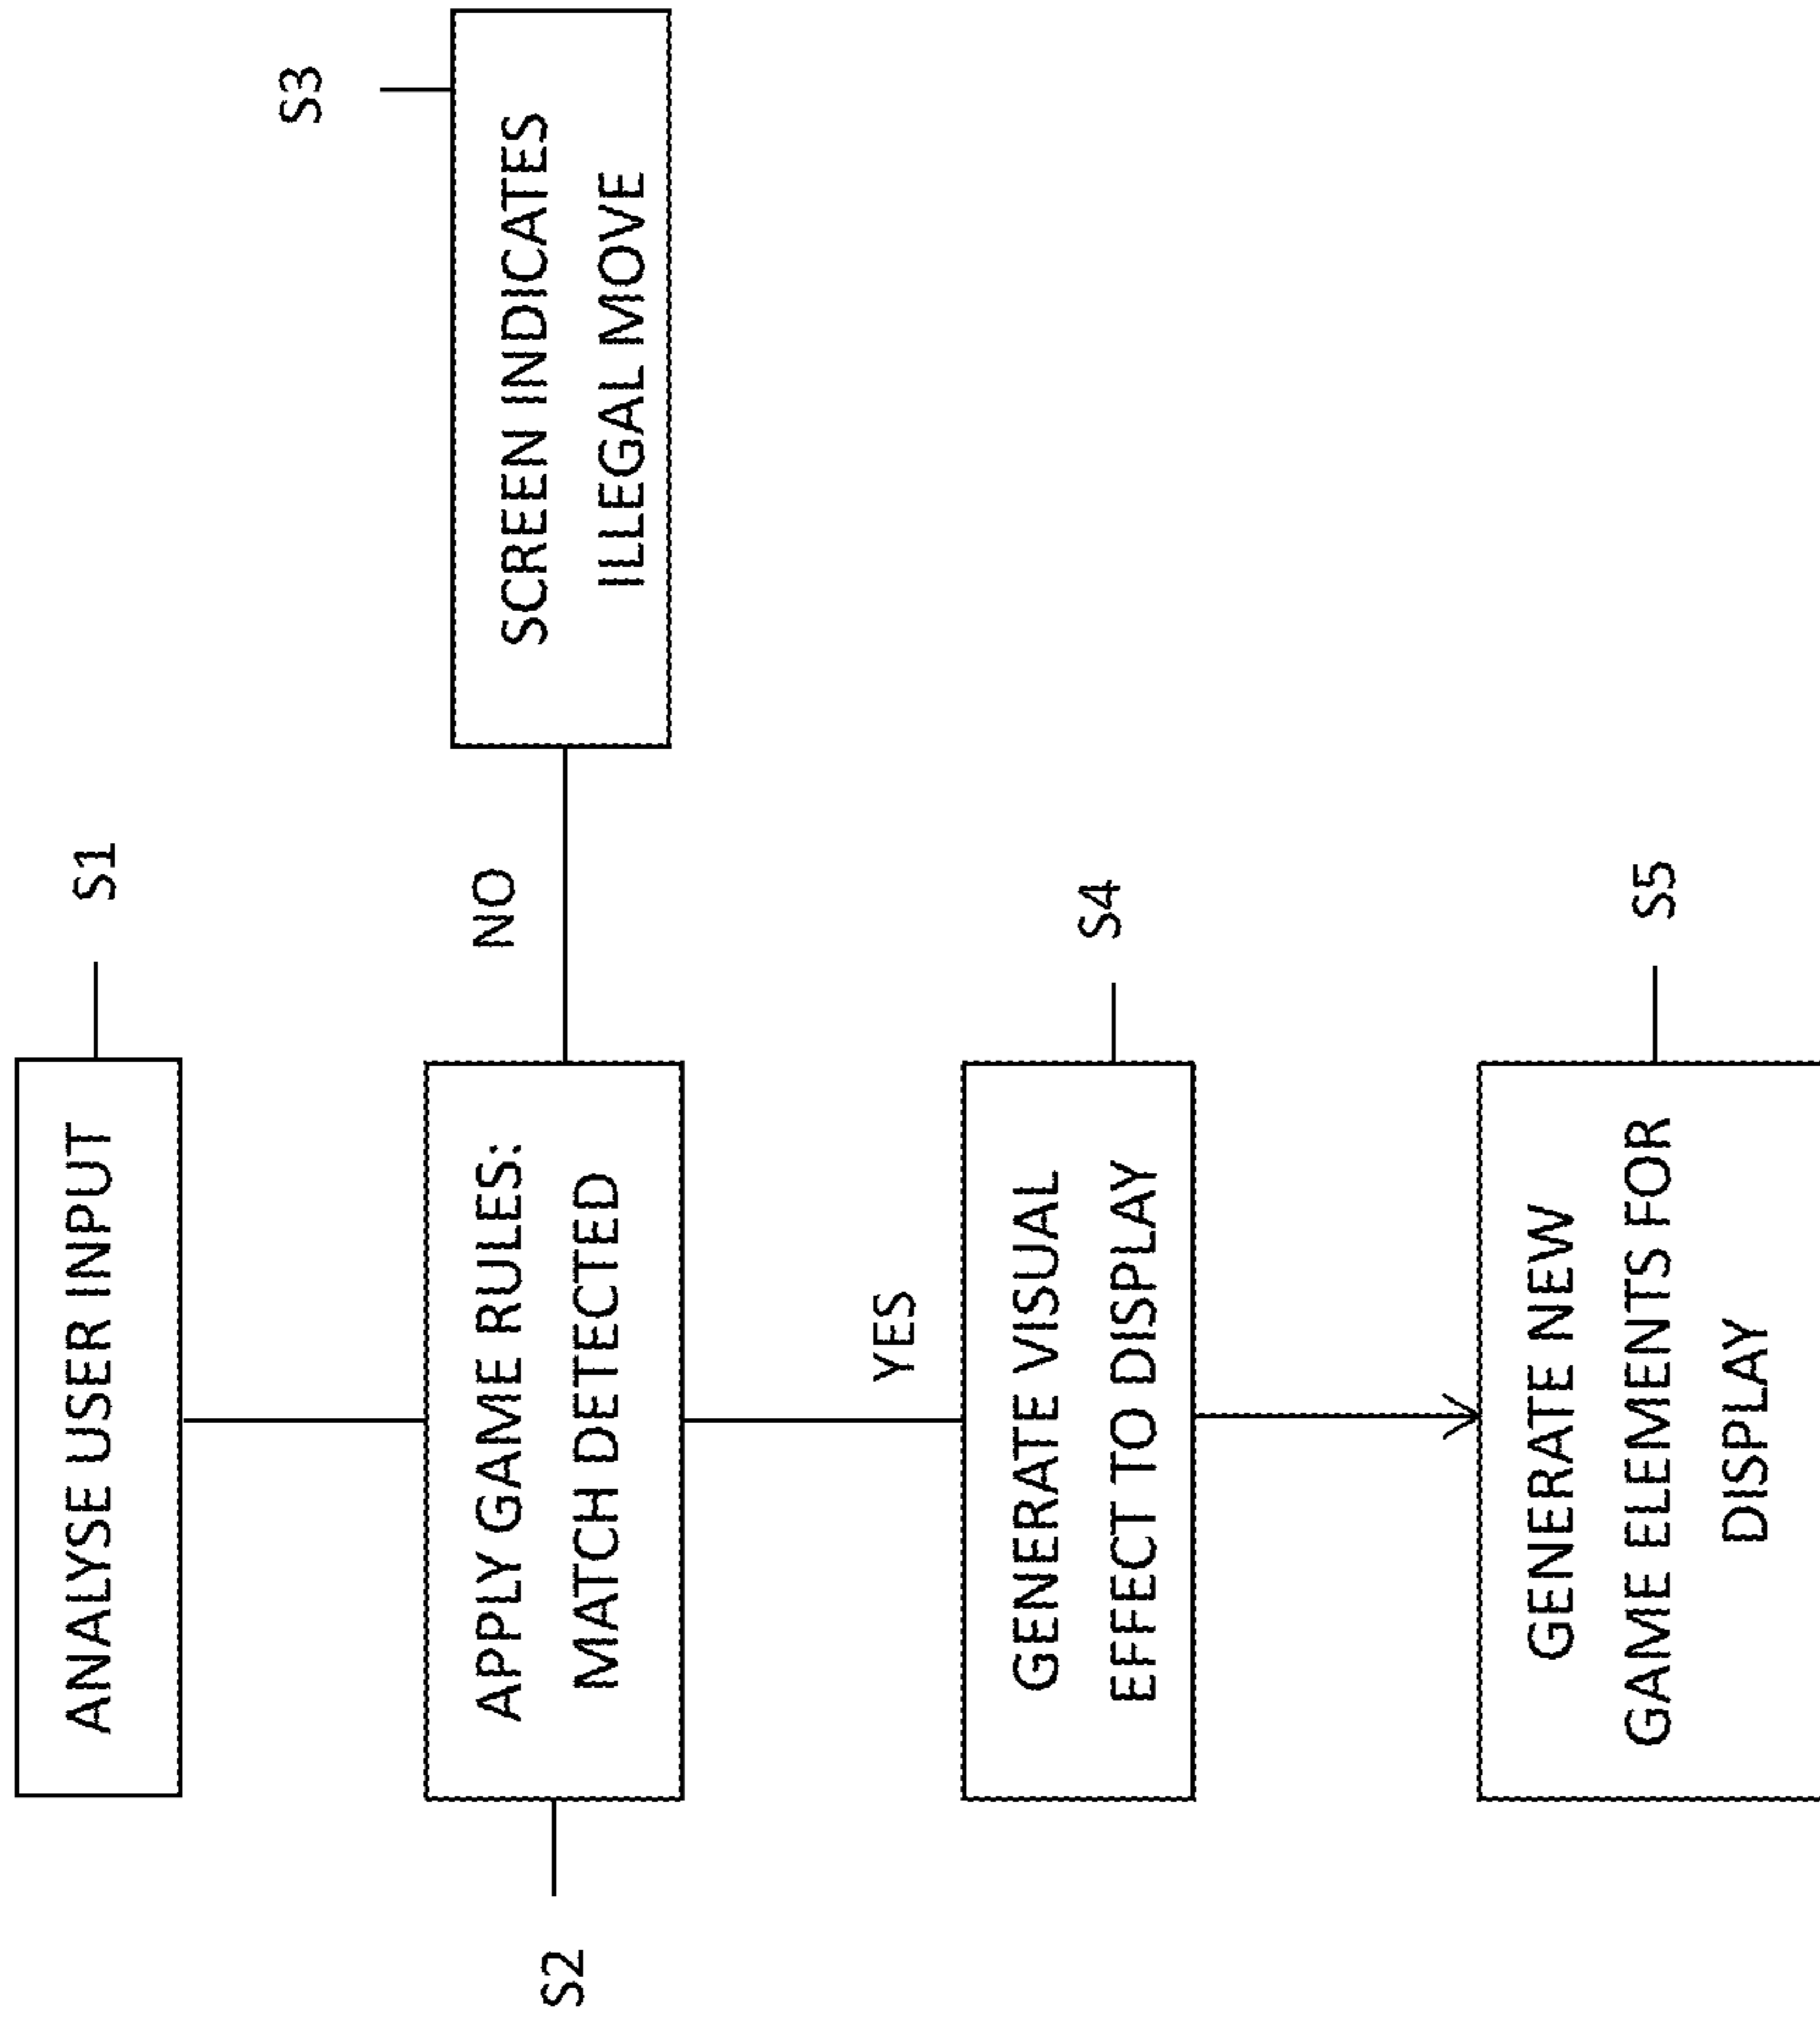 ANALYSE USER INPUT
S1
APPLY GAME RULES:
MATCH DETECTED
S2
NO
SCREEN INDICATES
ILLEGAL MOVE
S3
YES
GENERATE VISUAL
EFFECT TO DISPLAY
S4
GENERATE NEW
GAME ELEMENTS FOR
DISPLAY
S5